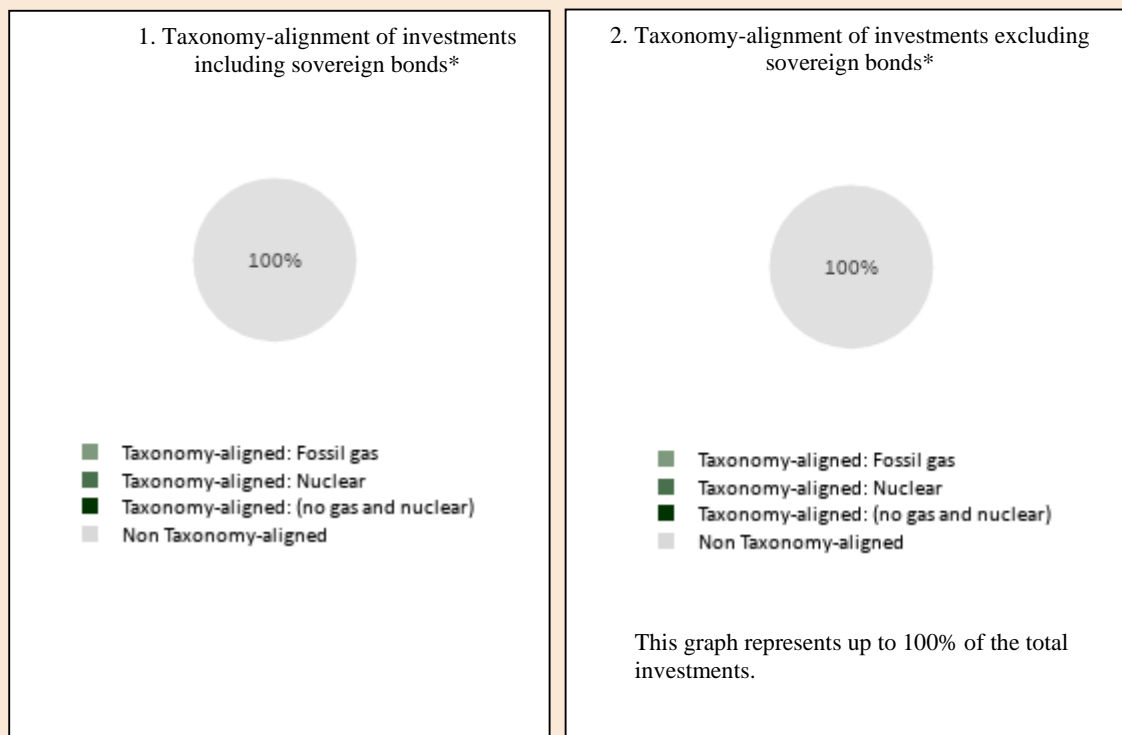 1. Taxonomy-alignment of investments
including sovereign bonds*
100%
Taxonomy-aligned: Fossil gas
Taxonomy-aligned: Nuclear
Taxonomy-aligned: (no gas and nuclear)
Non Taxonomy-aligned
2. Taxonomy-alignment of investments excluding
sovereign bonds*
100%
Taxonomy-aligned: Fossil gas
Taxonomy-aligned: Nuclear
Taxonomy-aligned: (no gas and nuclear)
Non Taxonomy-aligned
This graph represents up to 100% of the total
investments.